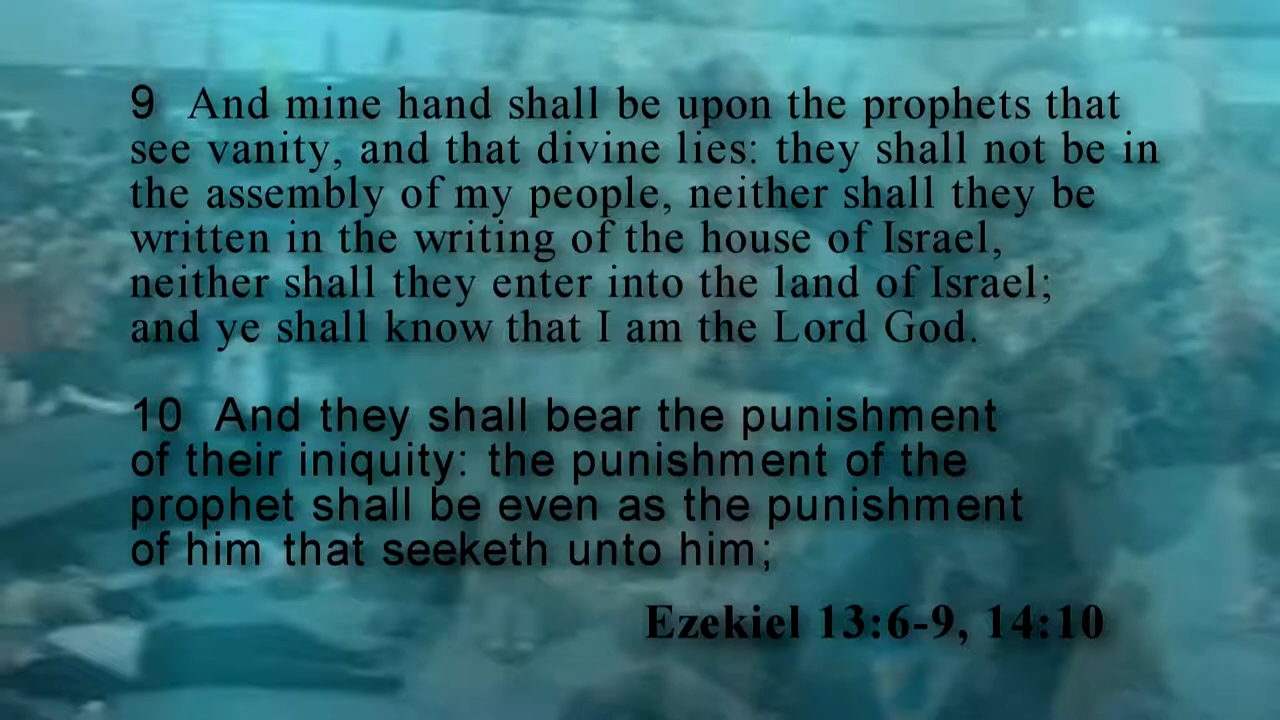 9 And mine hand shall be upon the prophets that
see vanity, and that divine lies: they shall not be in
the assembly of my people, neither shall they be
written in the writing of the house of Israel,
neither shall they enter into the land of Israel;
and ye shall know that I am the Lord God.
10 And they shall bear the punishment
of their iniquity: the punishment of the
prophet shall be even as the punishment
of him that seeketh unto him;
Ezekiel 13:6-9, 14:10